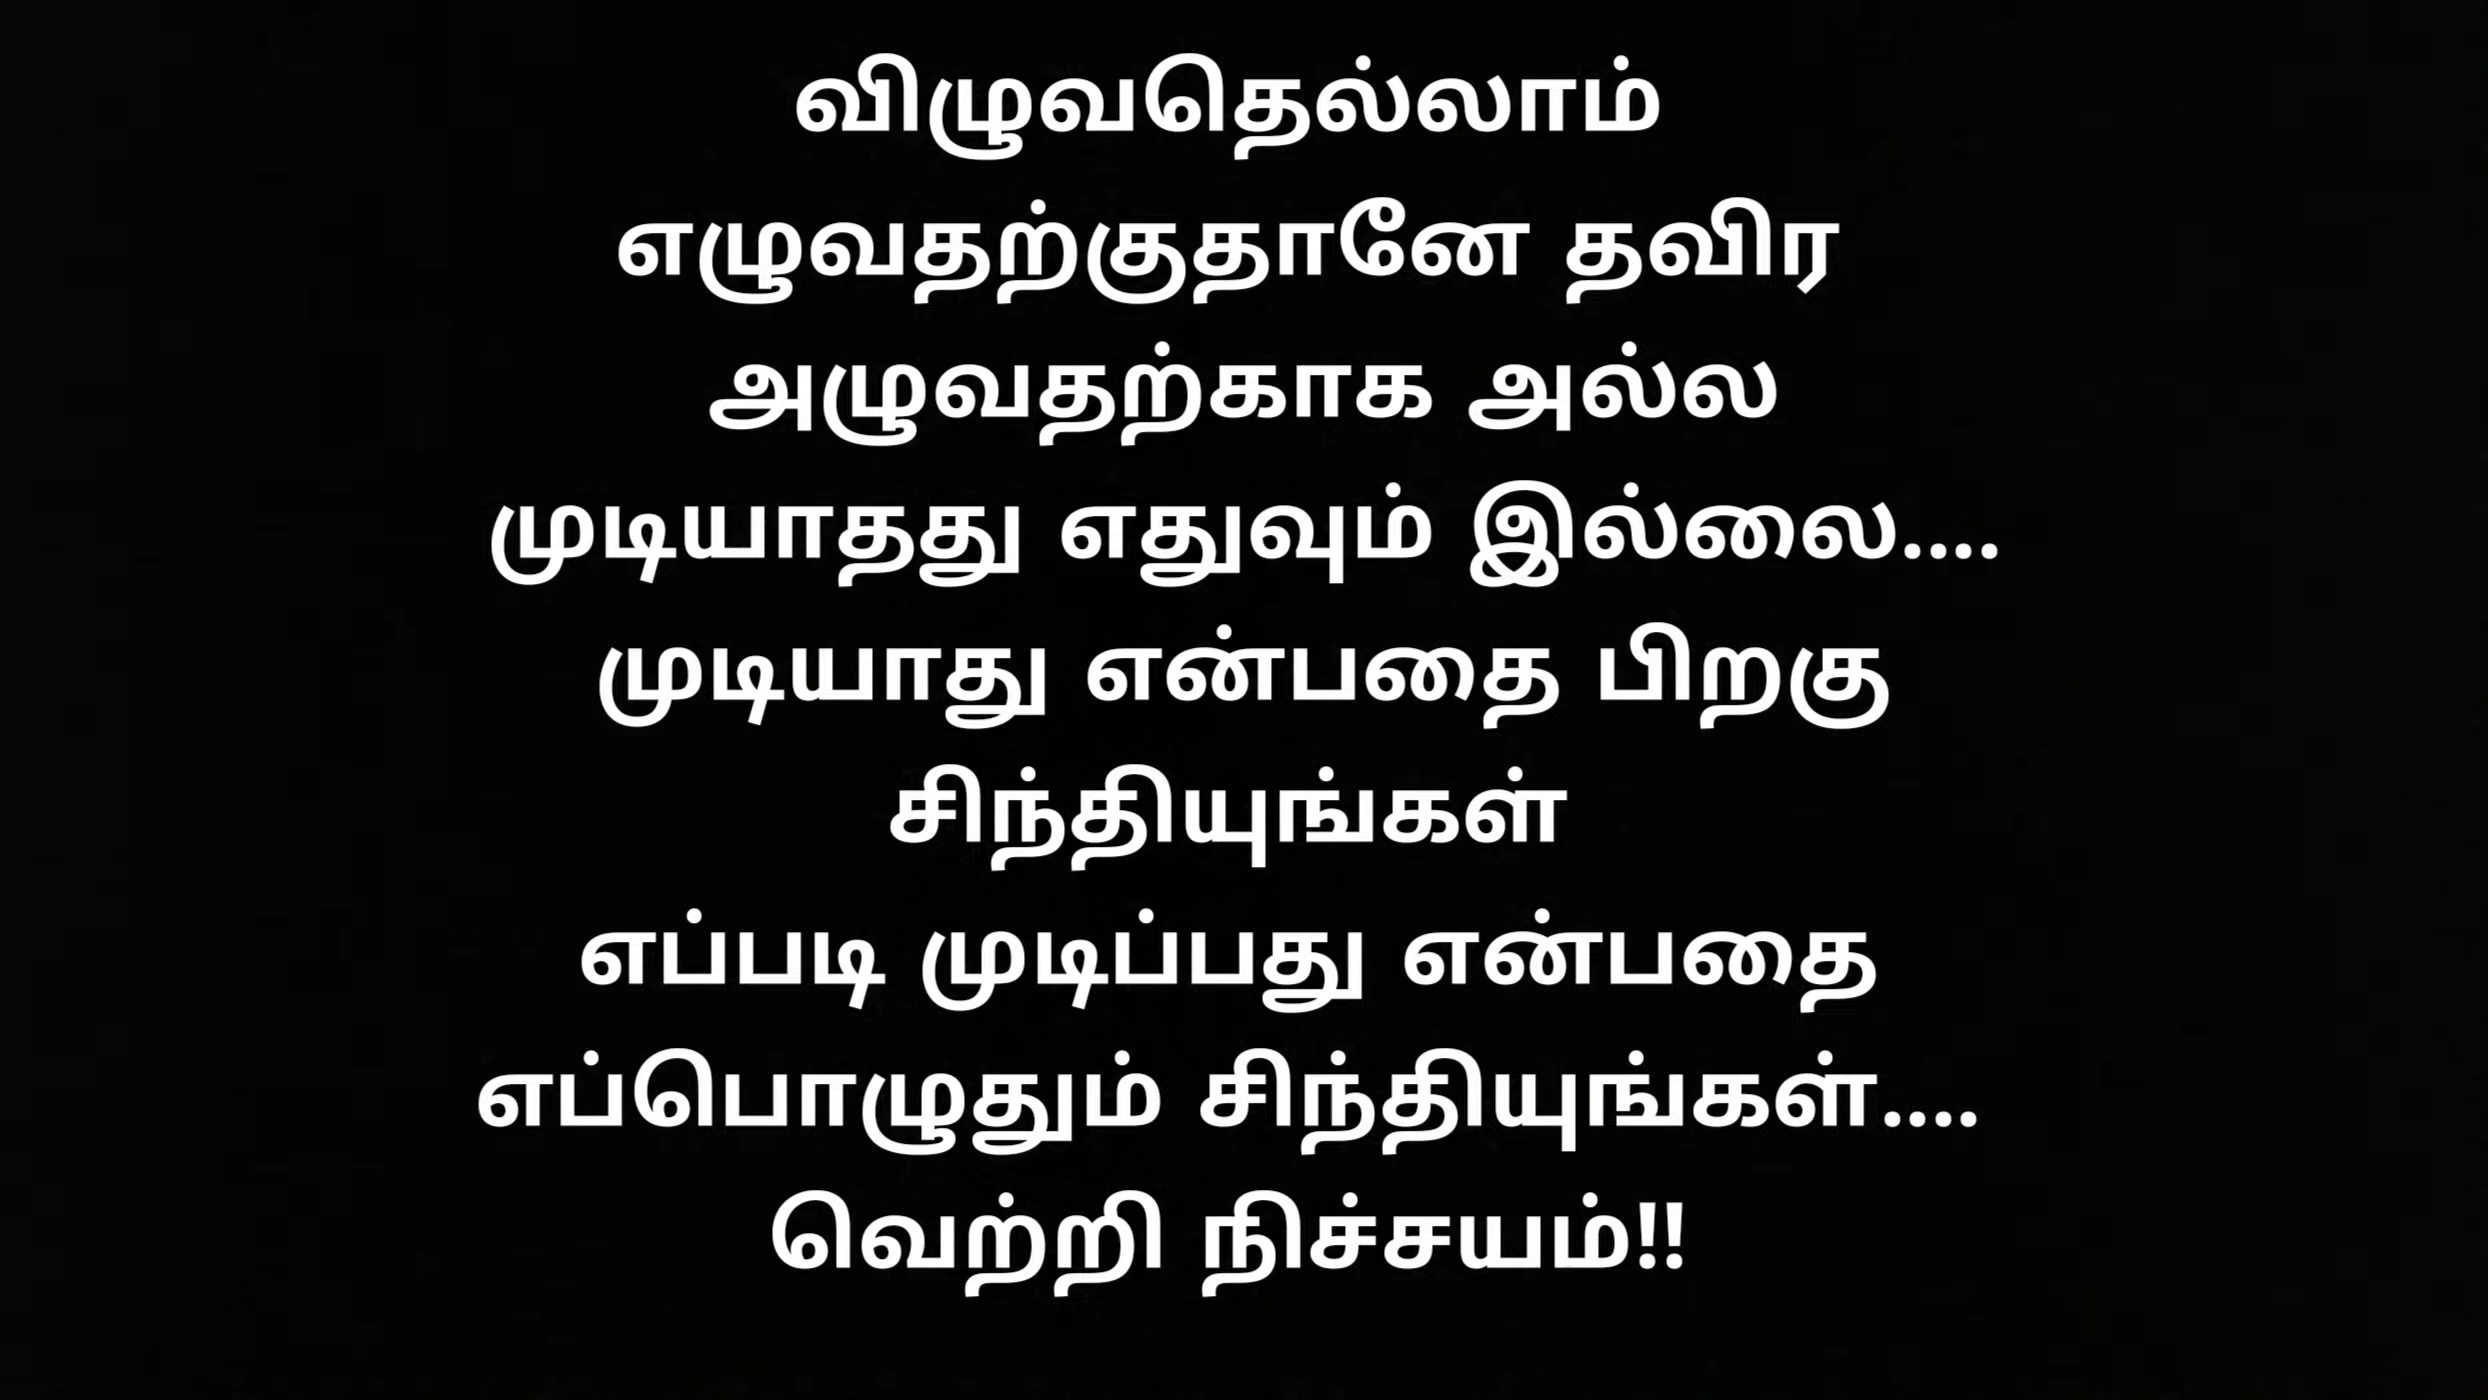 விழுவதெல்லாம்
எழுவதற்குதானே தவிர
அழுவதற்காக அல்ல
முடியாதது எதுவும் இல்லை....
முடியாது என்பதை பிறகு
சிந்தியுங்கள்
எப்படி முடிப்பது என்பதை
எப்பொழுதும் சிந்தியுங்கள்....
வெற்றி நிச்சயம்!!